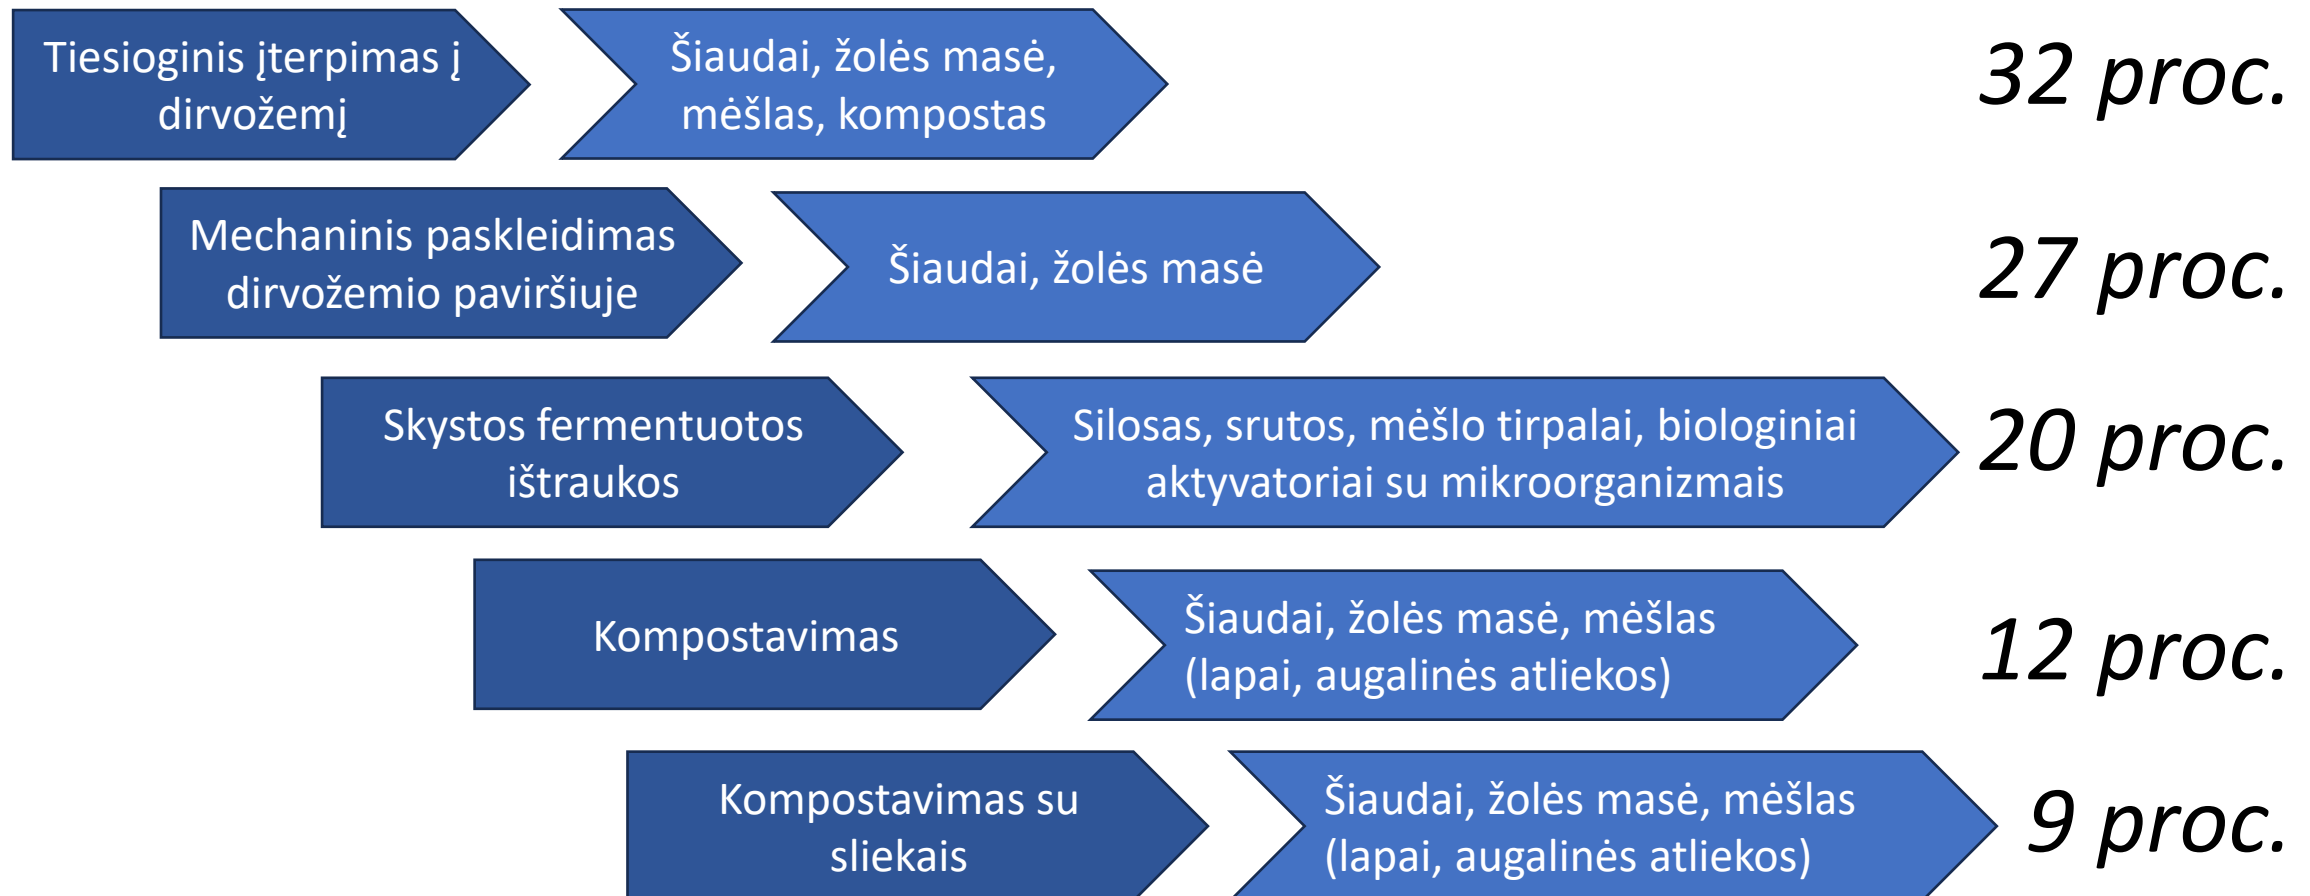 Tiesioginis įterpimas į
dirvožemį
Šiaudai, žolės masė,
mėšlas, kompostas
32 proc.
Mechaninis paskleidimas
dirvožemio paviršiuje
Šiaudai, žolės masė
27 proc.
Skystos fermentuotos
ištraukos
Silosas, srutos, mėšlo tirpalai, biologiniai
aktyvatoriai su mikroorganizmais
20 proc.
Kompostavimas
Šiaudai, žolės masė, mėšlas
(lapai, augalinės atliekos)
12 proc.
Kompostavimas su
sliekais
Šiaudai, žolės masė, mėšlas
(lapai, augalinės atliekos)
9 proc.